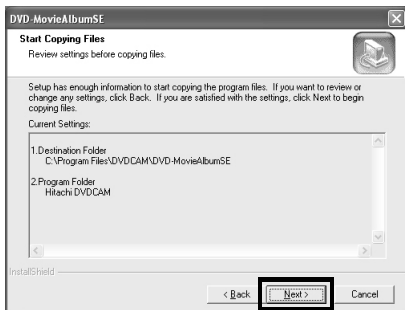 DVD-MovieAlbumSE
Start Copying Files
Review settings before copying files.
Setup has enough information to start copying the program files. If you want to review or
change any settings, click Back. If you are satisfied with the settings, click Next to begin
copying files.
Current Settings:
1.Destination Folder
C:\Program Files\DVDCAM\DVD-MovieAlbumSE
2.Program Folder
Hitachi DVDCAM
InstallShield
< Back
Next >
Cancel